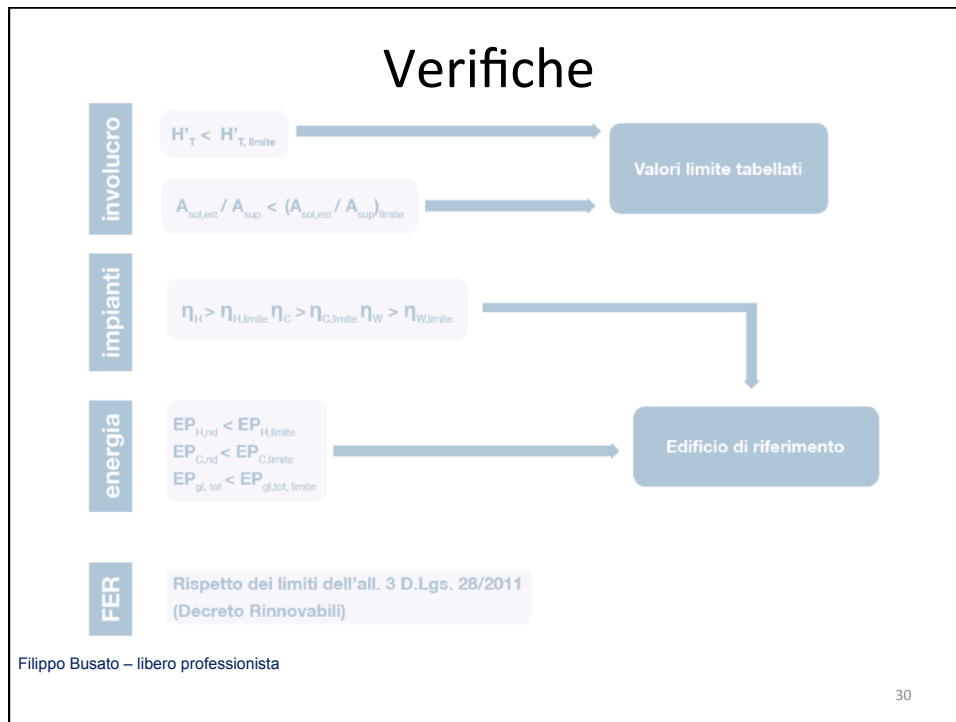 Verifiche
involucro
H'T < H'T, limite
Valori limite tabellati
Asol,est / Asup < (Asol,est / Asup)limite
impianti
ηH > ηH,limite ηC > ηC,limite ηW > ηW,limite
energia
EPH,nd < EPH,limite
EPC,nd < EPC,limite
EPgl, tot < EPgl,tot, limite
Edificio di riferimento
FER
Rispetto dei limiti dell'all. 3 D.Lgs. 28/2011
(Decreto Rinnovabili)
Filippo Busato – libero professionista
30